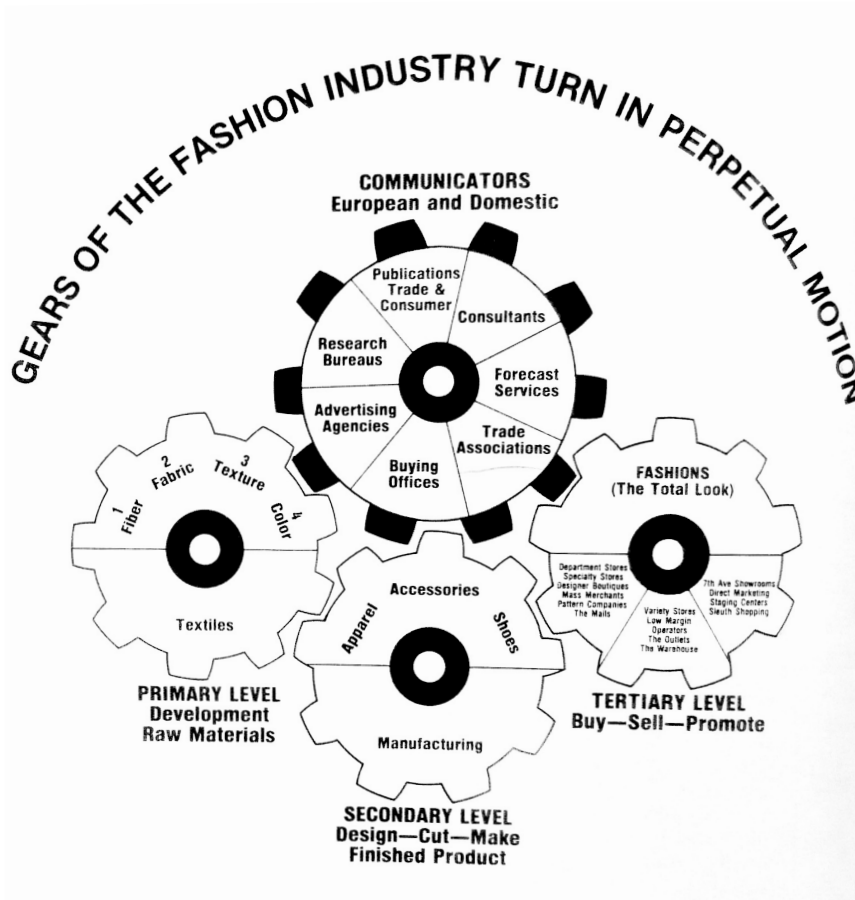 GEARS OF THE FASHION INDUSTRY TURN IN PERPETUAL MOTION
COMMUNICATORS
European and Domestic
Publications
Trade &
Consumer
Consultants
Research
Bureaus
Forecast
Services
Advertising
Agencies
Trade
Associations
Buying
Offices
1
Fiber
2
Fabric
3
Texture
4
Color
Textiles
PRIMARY LEVEL
Development
Raw Materials
Apparel
Accessories
Shoes
Manufacturing
SECONDARY LEVEL
Design—Cut—Make
Finished Product
FASHIONS
(The Total Look)
Department Stores
Specialty Stores
Designer Boutiques
Mass Merchants
Pattern Companies
The Mails
Variety Stores
Low Margin
Operators
The Outlets
The Warehouse
7th Ave Showrooms
Direct Marketing
Staging Centers
Sleuth Shopping
TERTIARY LEVEL
Buy—Sell—Promote